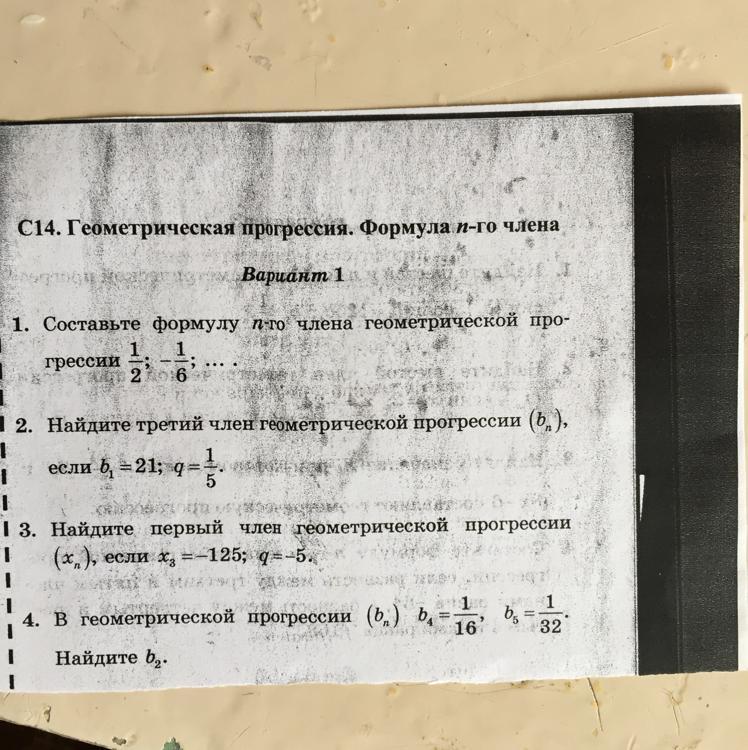 С14. Геометрическая прогрессия. Формула n-го члена
Вариант 1
1. Составьте формулу n-го члена геометрической про-
грессии 1/2; -1/6; ... .
2. Найдите третий член геометрической прогрессии (bₙ),
если b₁ = 21; q = 1/5.
3. Найдите первый член геометрической прогрессии
(xₙ), если x₃ = -125; q = -5.
4. В геометрической прогрессии (bₙ) b₄ = 1/16, b₅ = 1/32.
Найдите b₂.